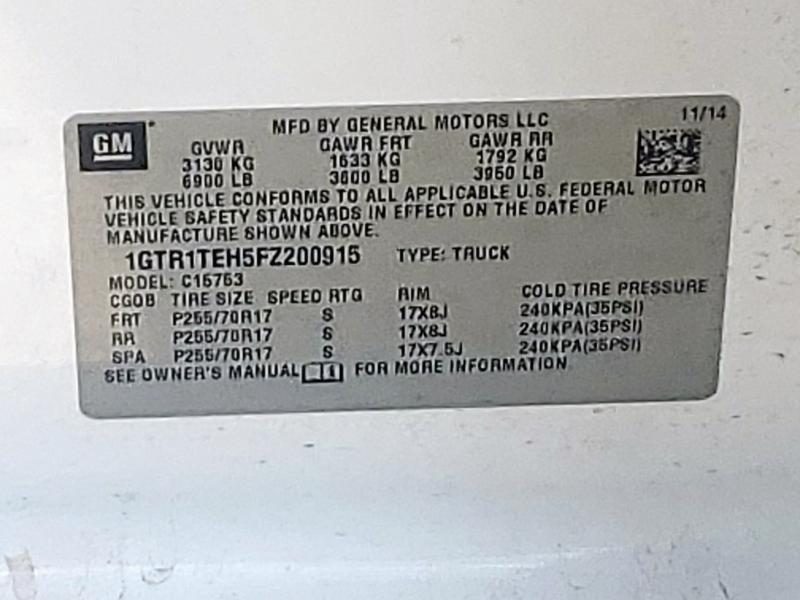 GM
MFD BY GENERAL MOTORS LLC 11/14
GVWR GAWR FRT GAWR RR
3130 KG 1633 KG 1792 KG
6900 LB 3600 LB 3950 LB
THIS VEHICLE CONFORMS TO ALL APPLICABLE U.S. FEDERAL MOTOR
VEHICLE SAFETY STANDARDS IN EFFECT ON THE DATE OF
MANUFACTURE SHOWN ABOVE.
1GTR1TEH5FZ200915 TYPE: TRUCK
MODEL: C15753
CGOB TIRE SIZE SPEED RTG RIM COLD TIRE PRESSURE
FRT P255/70R17 S 17X8J 240KPA(35PSI)
RR P255/70R17 S 17X8J 240KPA(35PSI)
SPA P255/70R17 S 17X7.5J 240KPA(35PSI)
SEE OWNER'S MANUAL FOR MORE INFORMATION